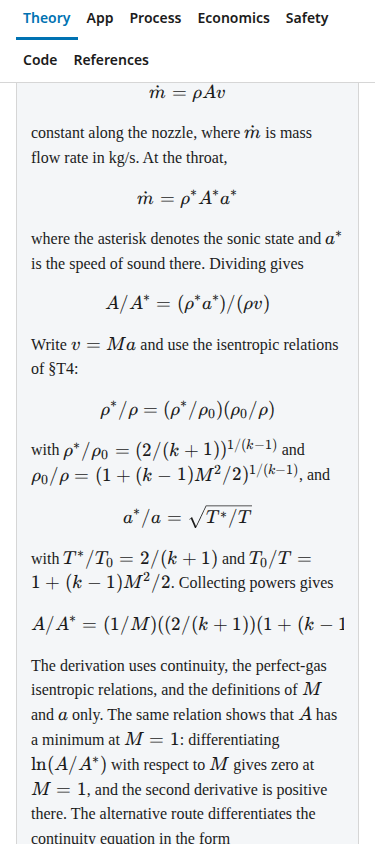 Theory App Process Economics Safety
Code References
ṁ = ρAv
constant along the nozzle, where ṁ is mass
flow rate in kg/s. At the throat,
ṁ = ρ*A*a*
where the asterisk denotes the sonic state and a*
is the speed of sound there. Dividing gives
A/A* = (ρ*a*)/(ρv)
Write v = Ma and use the isentropic relations
of §T4:
ρ*/ρ = (ρ*/ρ₀)(ρ₀/ρ)
with ρ*/ρ₀ = (2/(k + 1))^{1/(k−1)} and
ρ₀/ρ = (1 + (k − 1)M²/2)^{1/(k−1)}, and
a*/a = √(T*/T)
with T*/T₀ = 2/(k + 1) and T₀/T =
1 + (k − 1)M²/2. Collecting powers gives
A/A* = (1/M)((2/(k + 1))(1 + (k − 1
The derivation uses continuity, the perfect-gas
isentropic relations, and the definitions of M
and a only. The same relation shows that A has
a minimum at M = 1: differentiating
ln(A/A*) with respect to M gives zero at
M = 1, and the second derivative is positive
there. The alternative route differentiates the
continuity equation in the form